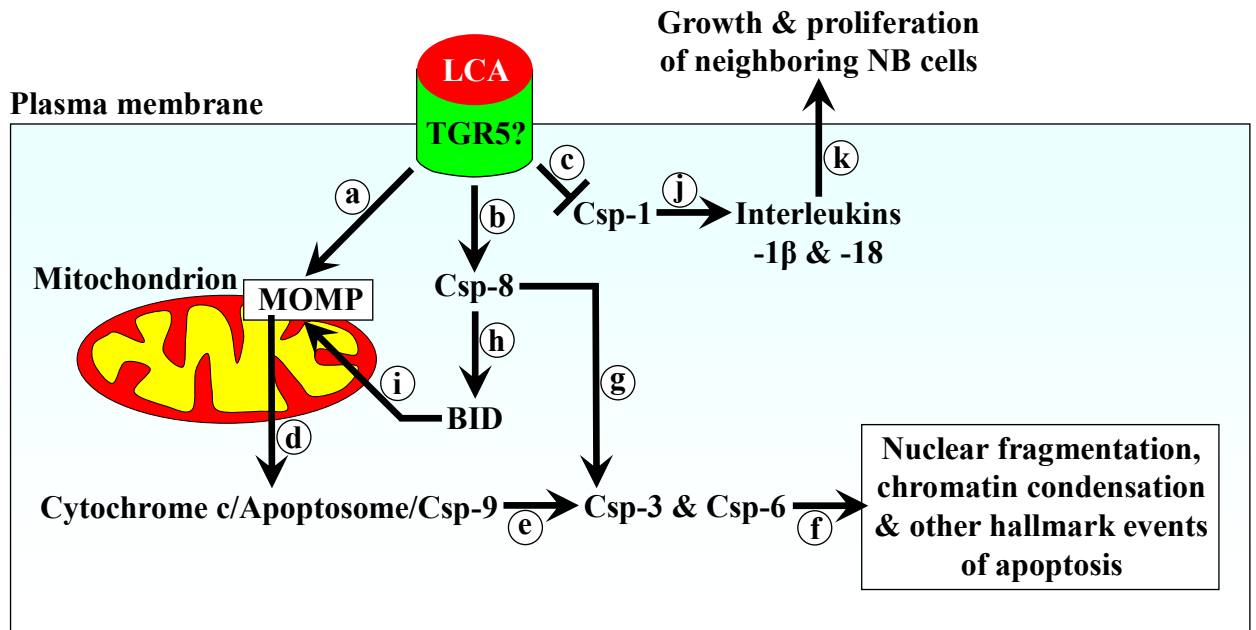 Growth & proliferation
of neighboring NB cells
Plasma membrane
LCA
TGR5?
a
b
c
Csp-1
j
Interleukins
-1β & -18
k
Mitochondrion
MOMP
Csp-8
h
g
i
BID
d
Cytochrome c/Apoptosome/Csp-9
e
Csp-3 & Csp-6
f
Nuclear fragmentation,
chromatin condensation
& other hallmark events
of apoptosis